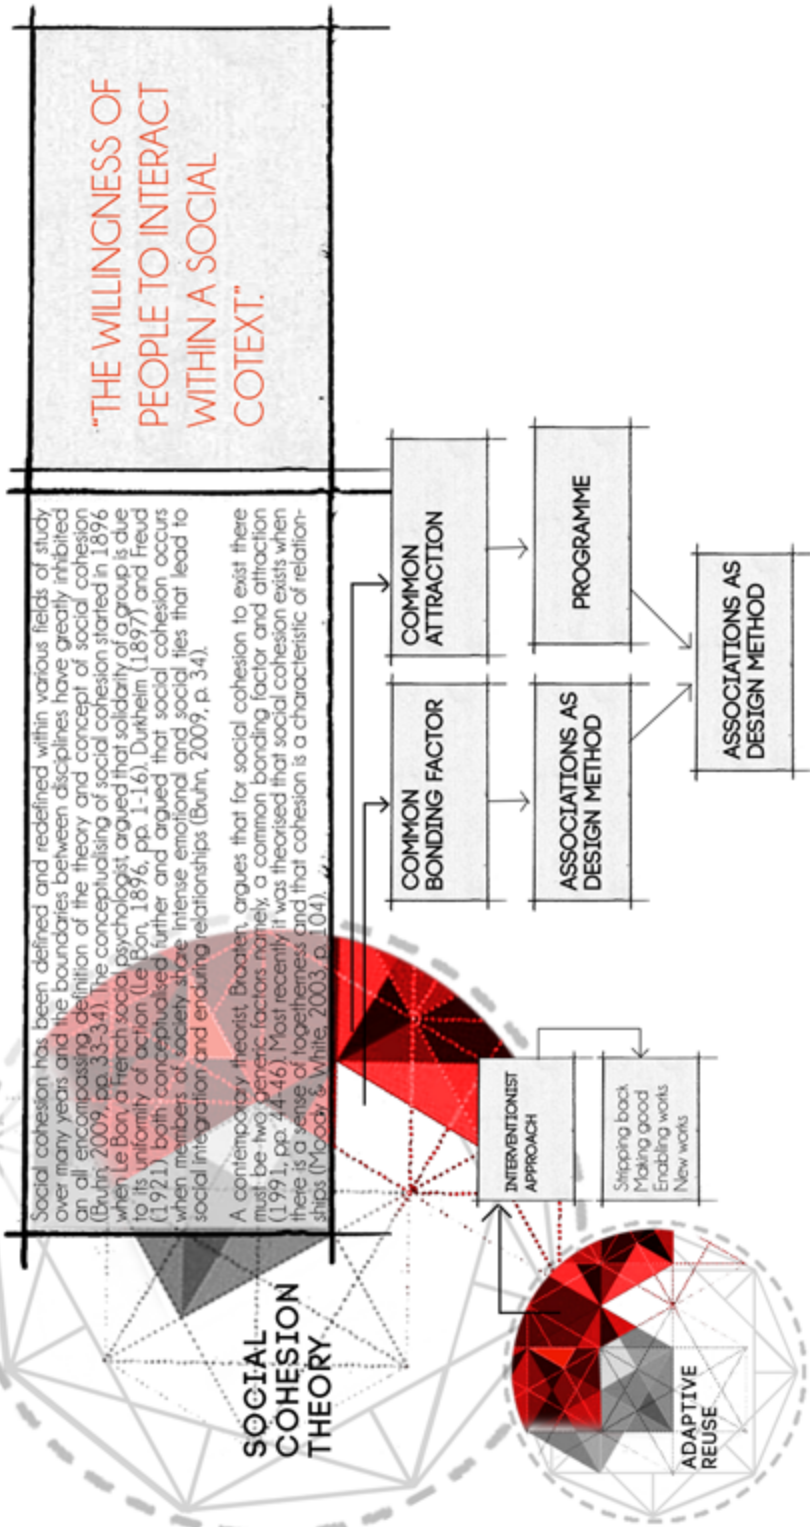 Social cohesion has been defined and redefined within various fields of study
over many years and the boundaries between disciplines have greatly inhibited
an all encompassing definition of the theory and concept of social cohesion
(Bruhn, 2009, pp. 33-34). The conceptualising of social cohesion started in 1896
when Le Bon, a French social psychologist, argued that solidarity of a group is due
to its uniformity of action (Le Bon, 1896, pp. 1-16). Durkheim (1897) and Freud
(1921), both conceptualised further and argued that social cohesion occurs
when members of society share intense emotional and social ties that lead to
social integration and enduring relationships (Bruhn, 2009, p. 34).
A contemporary theorist, Braaten, argues that for social cohesion to exist there
must be two generic factors namely, a common bonding factor and attraction
(1991, pp. 44-46). Most recently it was theorised that social cohesion exists when
there is a sense of togetherness and that cohesion is a characteristic of relation-
ships (Moody & White, 2003, p. 104).
"THE WILLINGNESS OF
PEOPLE TO INTERACT
WITHIN A SOCIAL
COTEXT."
SOCIAL
COHESION
THEORY
COMMON
BONDING FACTOR
COMMON
ATTRACTION
ASSOCIATIONS AS
DESIGN METHOD
PROGRAMME
ASSOCIATIONS AS
DESIGN METHOD
INTERVENTIONIST
APPROACH
Stripping back
Making good
Enabling works
New works
ADAPTIVE
REUSE